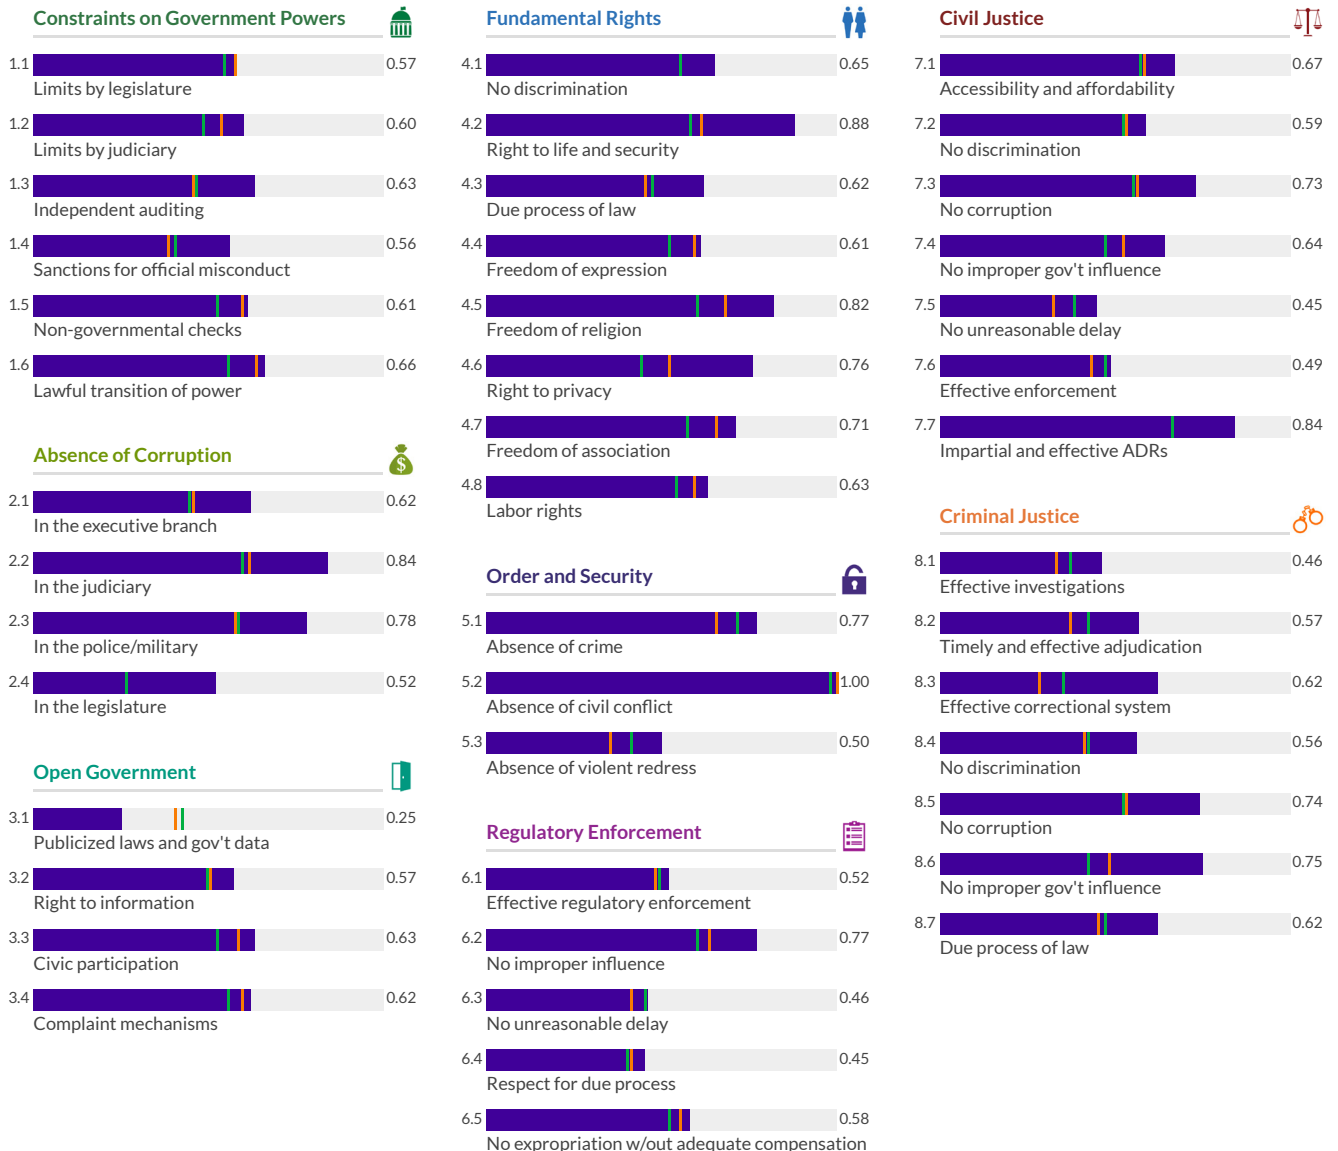 Constraints on Government Powers
1.1 0.57
Limits by legislature
1.2 0.60
Limits by judiciary
1.3 0.63
Independent auditing
1.4 0.56
Sanctions for official misconduct
1.5 0.61
Non-governmental checks
1.6 0.66
Lawful transition of power
Absence of Corruption
$
2.1 0.62
In the executive branch
2.2 0.84
In the judiciary
2.3 0.78
In the police/military
2.4 0.52
In the legislature
Open Government
3.1 0.25
Publicized laws and gov't data
3.2 0.57
Right to information
3.3 0.63
Civic participation
3.4 0.62
Complaint mechanisms
Fundamental Rights
4.1 0.65
No discrimination
4.2 0.88
Right to life and security
4.3 0.62
Due process of law
4.4 0.61
Freedom of expression
4.5 0.82
Freedom of religion
4.6 0.76
Right to privacy
4.7 0.71
Freedom of association
4.8 0.63
Labor rights
Order and Security
5.1 0.77
Absence of crime
5.2 1.00
Absence of civil conflict
5.3 0.50
Absence of violent redress
Regulatory Enforcement
6.1 0.52
Effective regulatory enforcement
6.2 0.77
No improper influence
6.3 0.46
No unreasonable delay
6.4 0.45
Respect for due process
6.5 0.58
No expropriation w/out adequate compensation
Civil Justice
7.1 0.67
Accessibility and affordability
7.2 0.59
No discrimination
7.3 0.73
No corruption
7.4 0.64
No improper gov't influence
7.5 0.45
No unreasonable delay
7.6 0.49
Effective enforcement
7.7 0.84
Impartial and effective ADRs
Criminal Justice
8.1 0.46
Effective investigations
8.2 0.57
Timely and effective adjudication
8.3 0.62
Effective correctional system
8.4 0.56
No discrimination
8.5 0.74
No corruption
8.6 0.75
No improper gov't influence
8.7 0.62
Due process of law